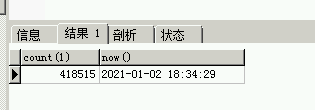 信息 结果 1 剖析 状态
count(1) now()
418515 2021-01-02 18:34:29